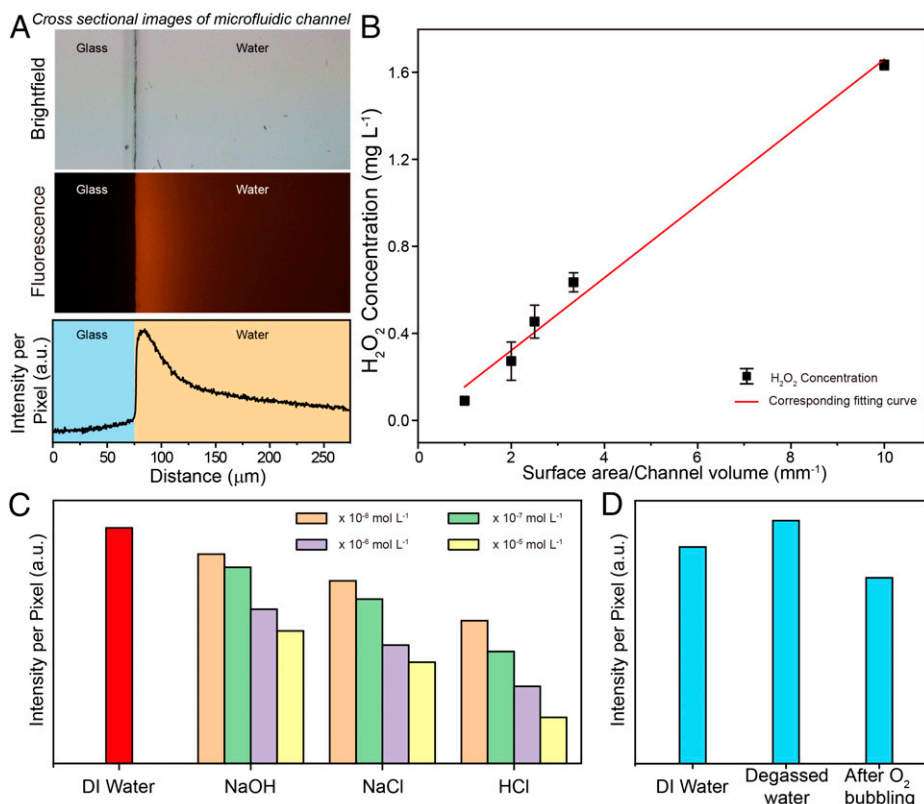 A
Cross sectional images of microfluidic channel
Glass
Water
Brightfield
Glass
Water
Fluorescence
Glass
Water
Intensity per
Pixel (a.u.)
0
50
100
150
200
250
Distance (μm)
B
H₂O₂ Concentration (mg L⁻¹)
1.6
1.2
0.8
0.4
0.0
H₂O₂ Concentration
Corresponding fitting curve
0
2
4
6
8
10
Surface area/Channel volume (mm⁻¹)
C
Intensity per Pixel (a.u.)
x 10⁻⁸ mol L⁻¹
x 10⁻⁷ mol L⁻¹
x 10⁻⁶ mol L⁻¹
x 10⁻⁵ mol L⁻¹
DI Water
NaOH
NaCl
HCl
D
Intensity per Pixel (a.u.)
DI Water
Degassed
water
After O₂
bubbling